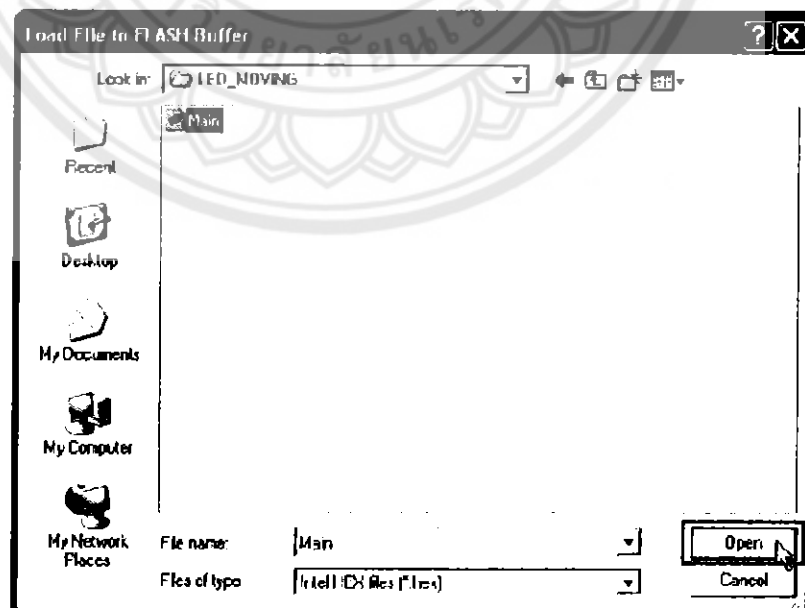 Load File to FLASH Buffer
Look in: LED_MOVING
Main
Recent
Desktop
My Documents
My Computer
My Network
Places
File name: Main
Files of type: Intel HEX files (*.hex)
Open
Cancel